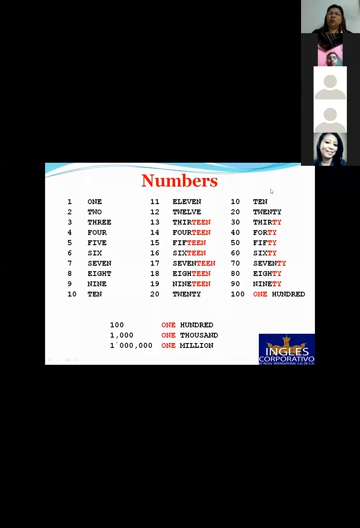 Numbers
1 ONE 11 ELEVEN 10 TEN
2 TWO 12 TWELVE 20 TWENTY
3 THREE 13 THIRTEEN 30 THIRTY
4 FOUR 14 FOURTEEN 40 FORTY
5 FIVE 15 FIFTEEN 50 FIFTY
6 SIX 16 SIXTEEN 60 SIXTY
7 SEVEN 17 SEVENTEEN 70 SEVENTY
8 EIGHT 18 EIGHTEEN 80 EIGHTY
9 NINE 19 NINETEEN 90 NINETY
10 TEN 20 TWENTY 100 ONE HUNDRED
100 ONE HUNDRED
1,000 ONE THOUSAND
1´000,000 ONE MILLION
INGLES
CORPORATIVO